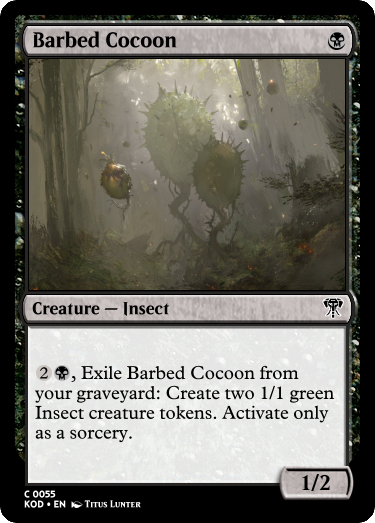 Barbed Cocoon
Creature — Insect
2, Exile Barbed Cocoon from
your graveyard: Create two 1/1 green
Insect creature tokens. Activate only
as a sorcery.
1/2
C 0055
KOD • EN Titus Lunter